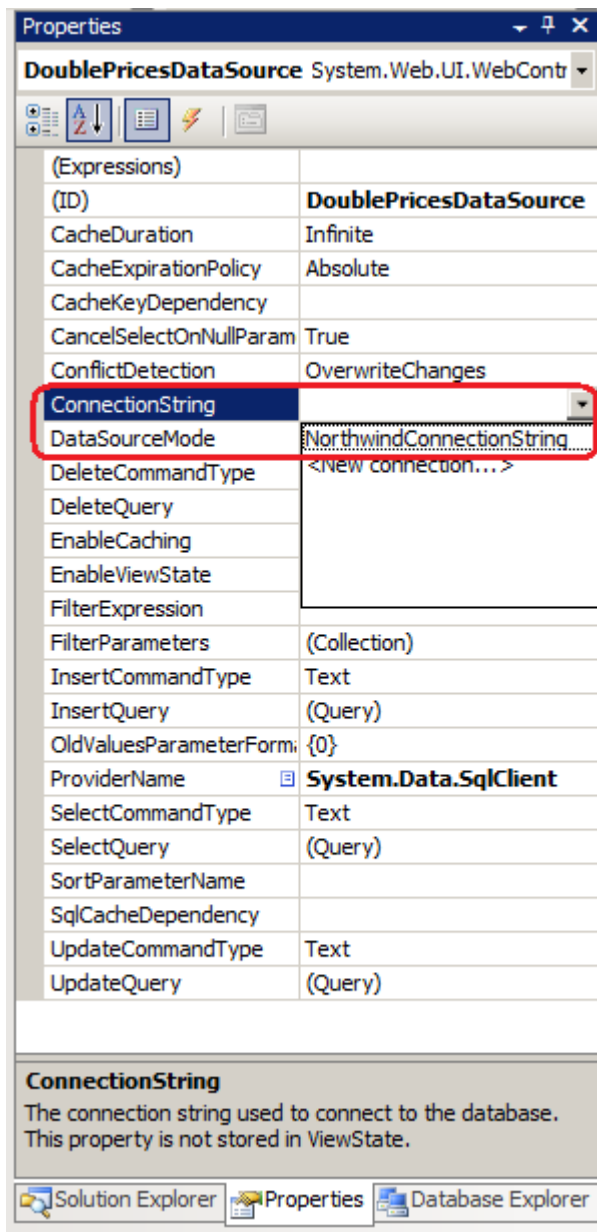 Properties
DoublePricesDataSource System.Web.UI.WebContr
(Expressions)
(ID) DoublePricesDataSource
CacheDuration Infinite
CacheExpirationPolicy Absolute
CacheKeyDependency
CancelSelectOnNullParam True
ConflictDetection OverwriteChanges
ConnectionString
DataSourceMode NorthwindConnectionString
DeleteCommandType <New connection...>
DeleteQuery
EnableCaching
EnableViewState
FilterExpression
FilterParameters (Collection)
InsertCommandType Text
InsertQuery (Query)
OldValuesParameterForma {0}
ProviderName System.Data.SqlClient
SelectCommandType Text
SelectQuery (Query)
SortParameterName
SqlCacheDependency
UpdateCommandType Text
UpdateQuery (Query)
ConnectionString
The connection string used to connect to the database.
This property is not stored in ViewState.
Solution Explorer Properties Database Explorer